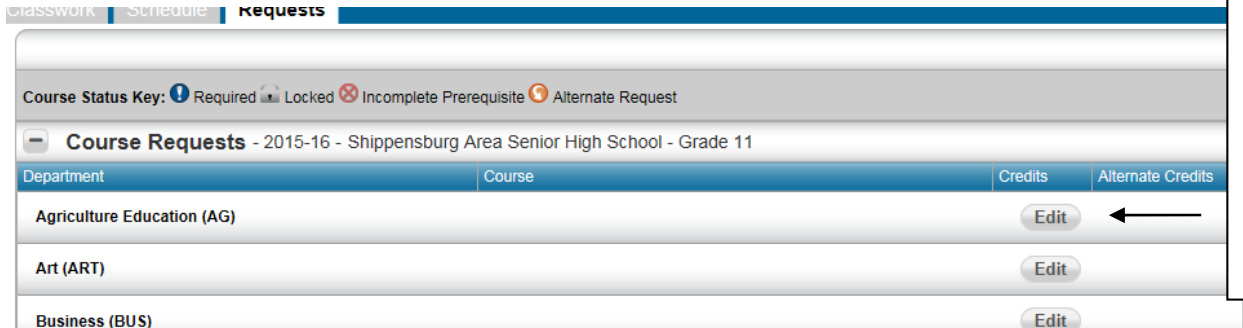 Classwork Schedule Requests
Course Status Key: Required Locked Incomplete Prerequisite Alternate Request
Course Requests - 2015-16 - Shippensburg Area Senior High School - Grade 11
Department Course Credits Alternate Credits
Agriculture Education (AG) Edit
Art (ART) Edit
Business (BUS) Edit